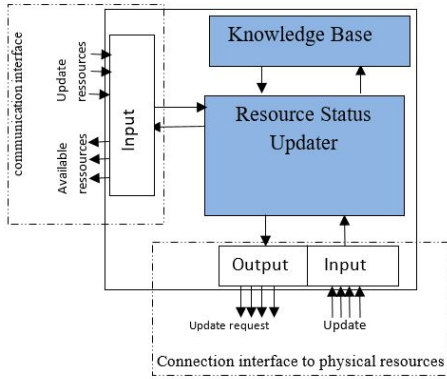 communication interface
Update
ressources
Available
ressources
Input
Knowledge Base
Resource Status
Updater
Output
Input
Update request
Update
Connection interface to physical resources